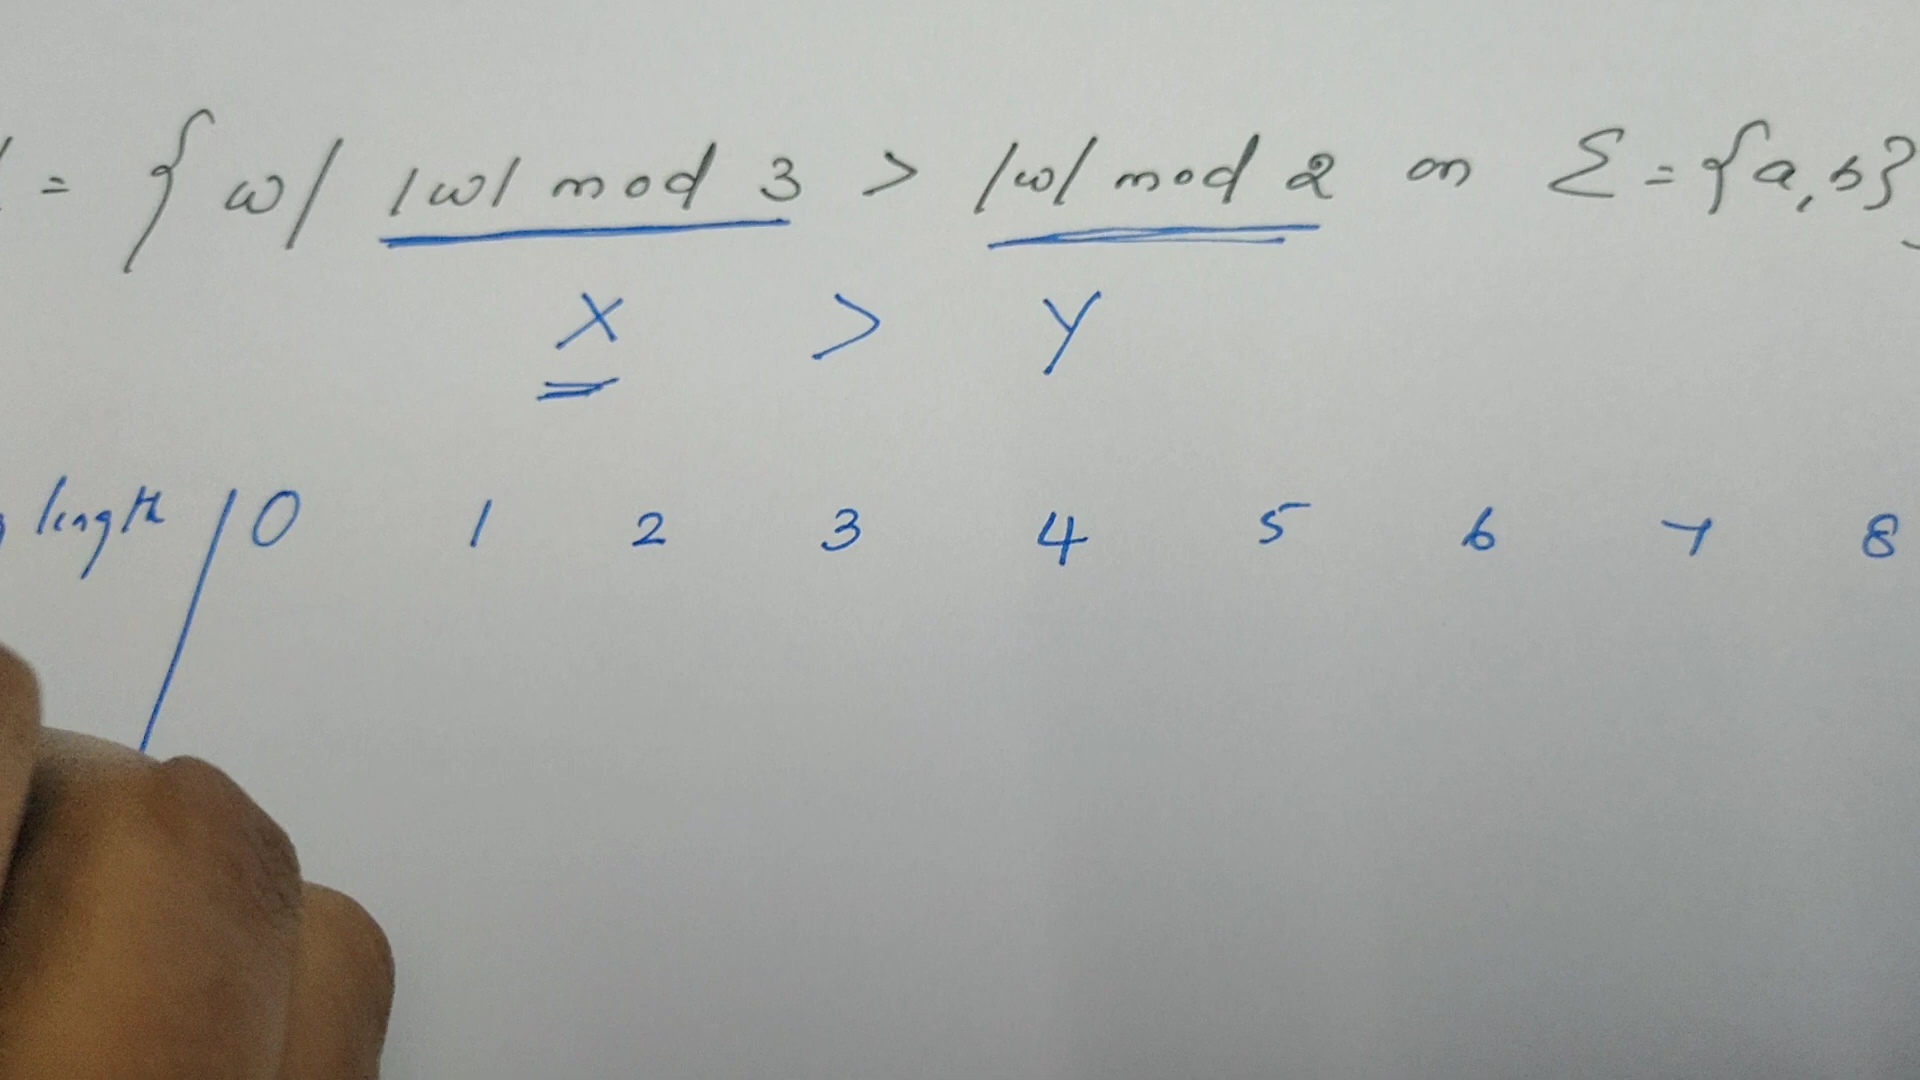 = { w / |w| mod 3 > |w| mod 2 on Σ = {a, b}
X > Y
length 0 1 2 3 4 5 6 7 8